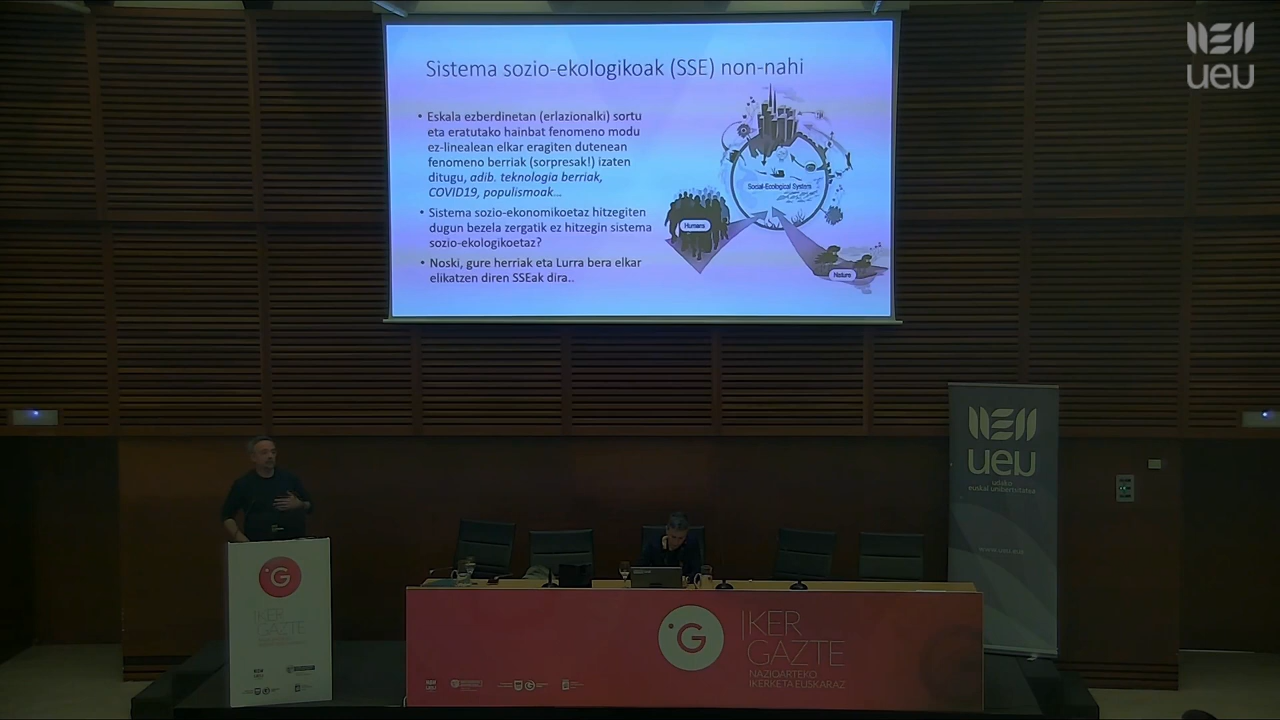 Sistema sozio-ekologikoak (SSE) non-nahi
• Eskala ezberdinetan (erlazionalki) sortu
eta eratutako hainbat fenomeno modu
ez-linealean elkar eragiten dutenean
fenomeno berriak (sorpresak!) izaten
ditugu, adib. teknologia berriak,
COVID19, populismoak...
• Sistema sozio-ekonomikoetaz hitzegiten
dugun bezela zergatik ez hitzegin sistema
sozio-ekologikoetaz?
• Noski, gure herriak eta Lurra bera elkar
elikatzen diren SSEak dira..
Social-Ecological System
Humans
Nature
ueu
ueu
udako
euskal unibertsitatea
G
IKER
GAZTE
G
IKER
GAZTE
NAZIOARTEKO
IKERKETA EUSKARAZ